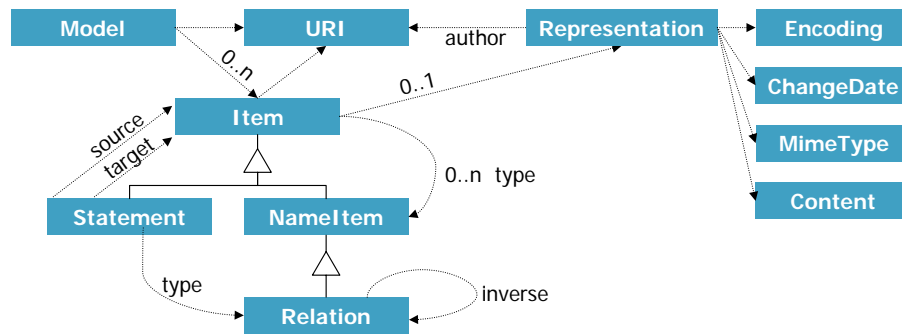 Model
URI
Representation
Encoding
author
0..n
0..1
ChangeDate
Item
source
target
MimeType
0..n type
Statement
NameItem
Content
type
inverse
Relation